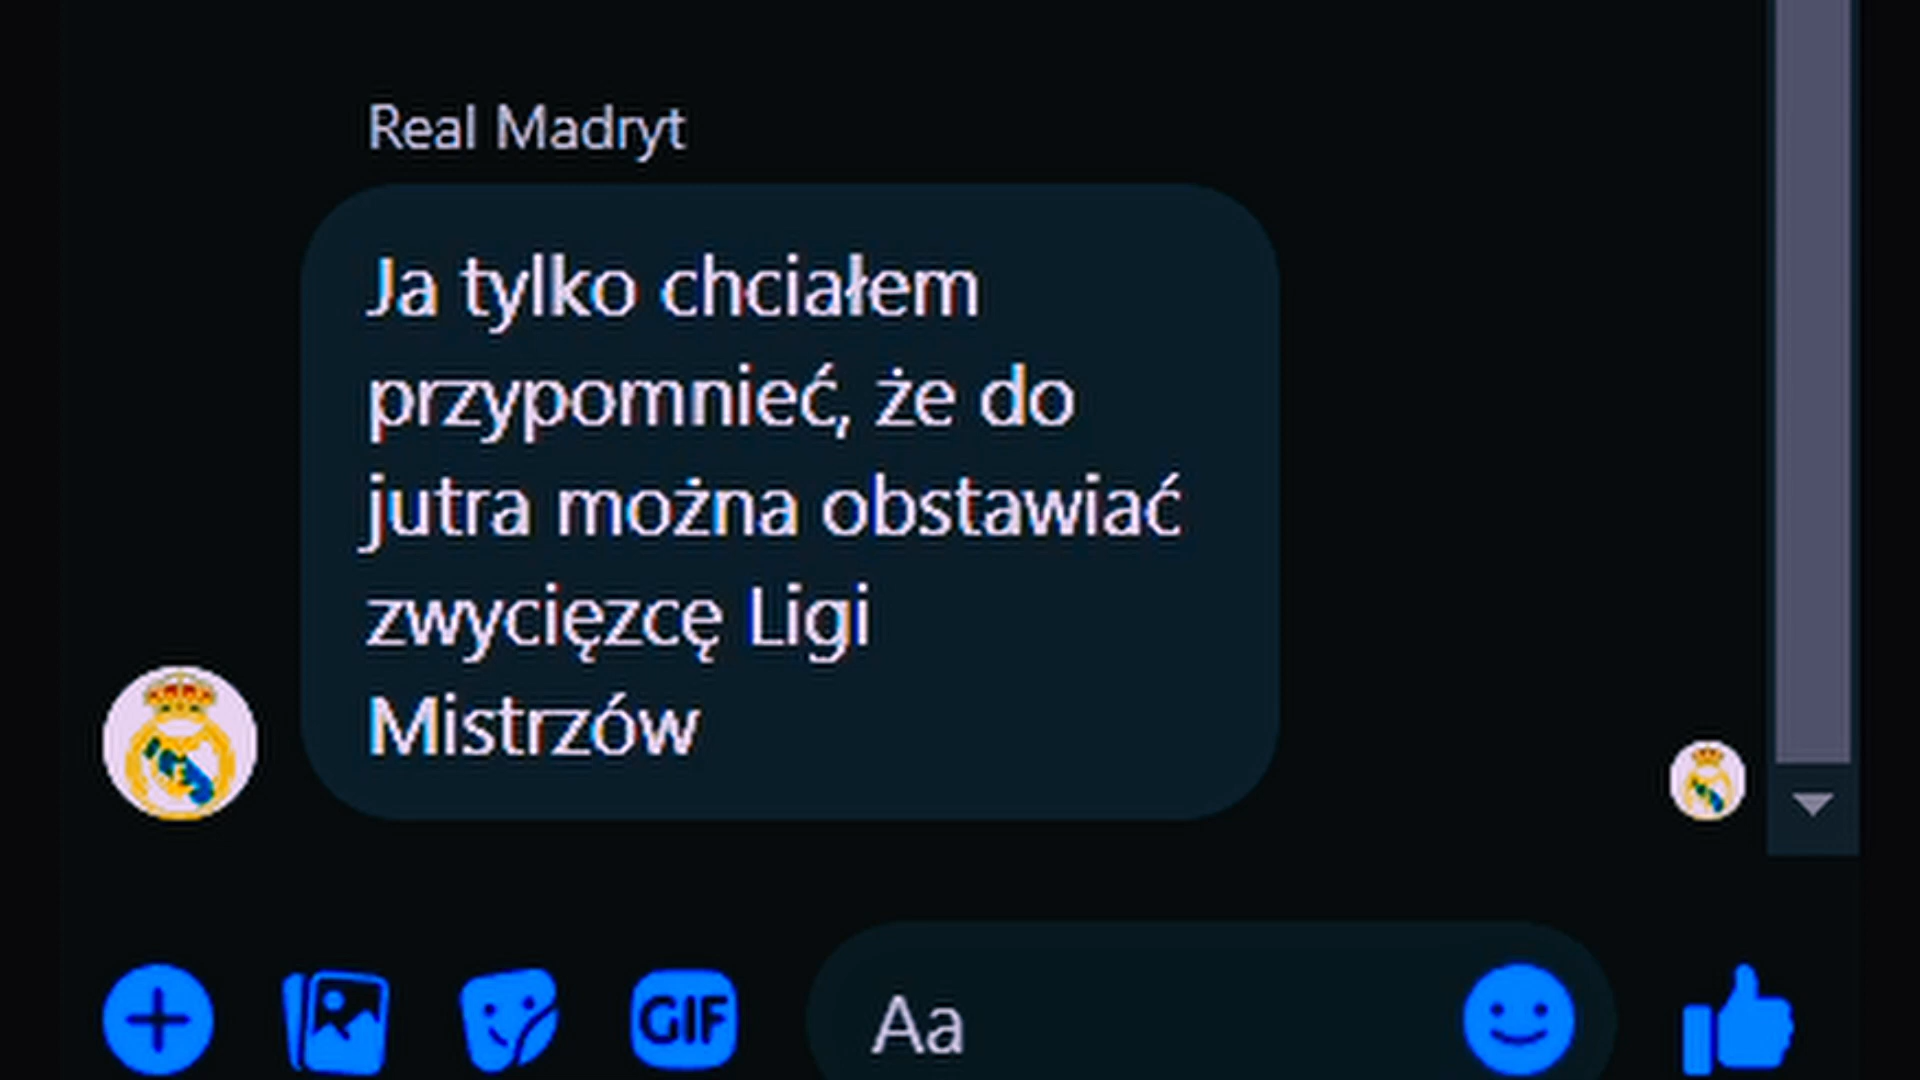 Real Madryt
Ja tylko chciałem
przypomnieć, że do
jutra można obstawiać
zwycięzcę Ligi
Mistrzów
GIF
Aa